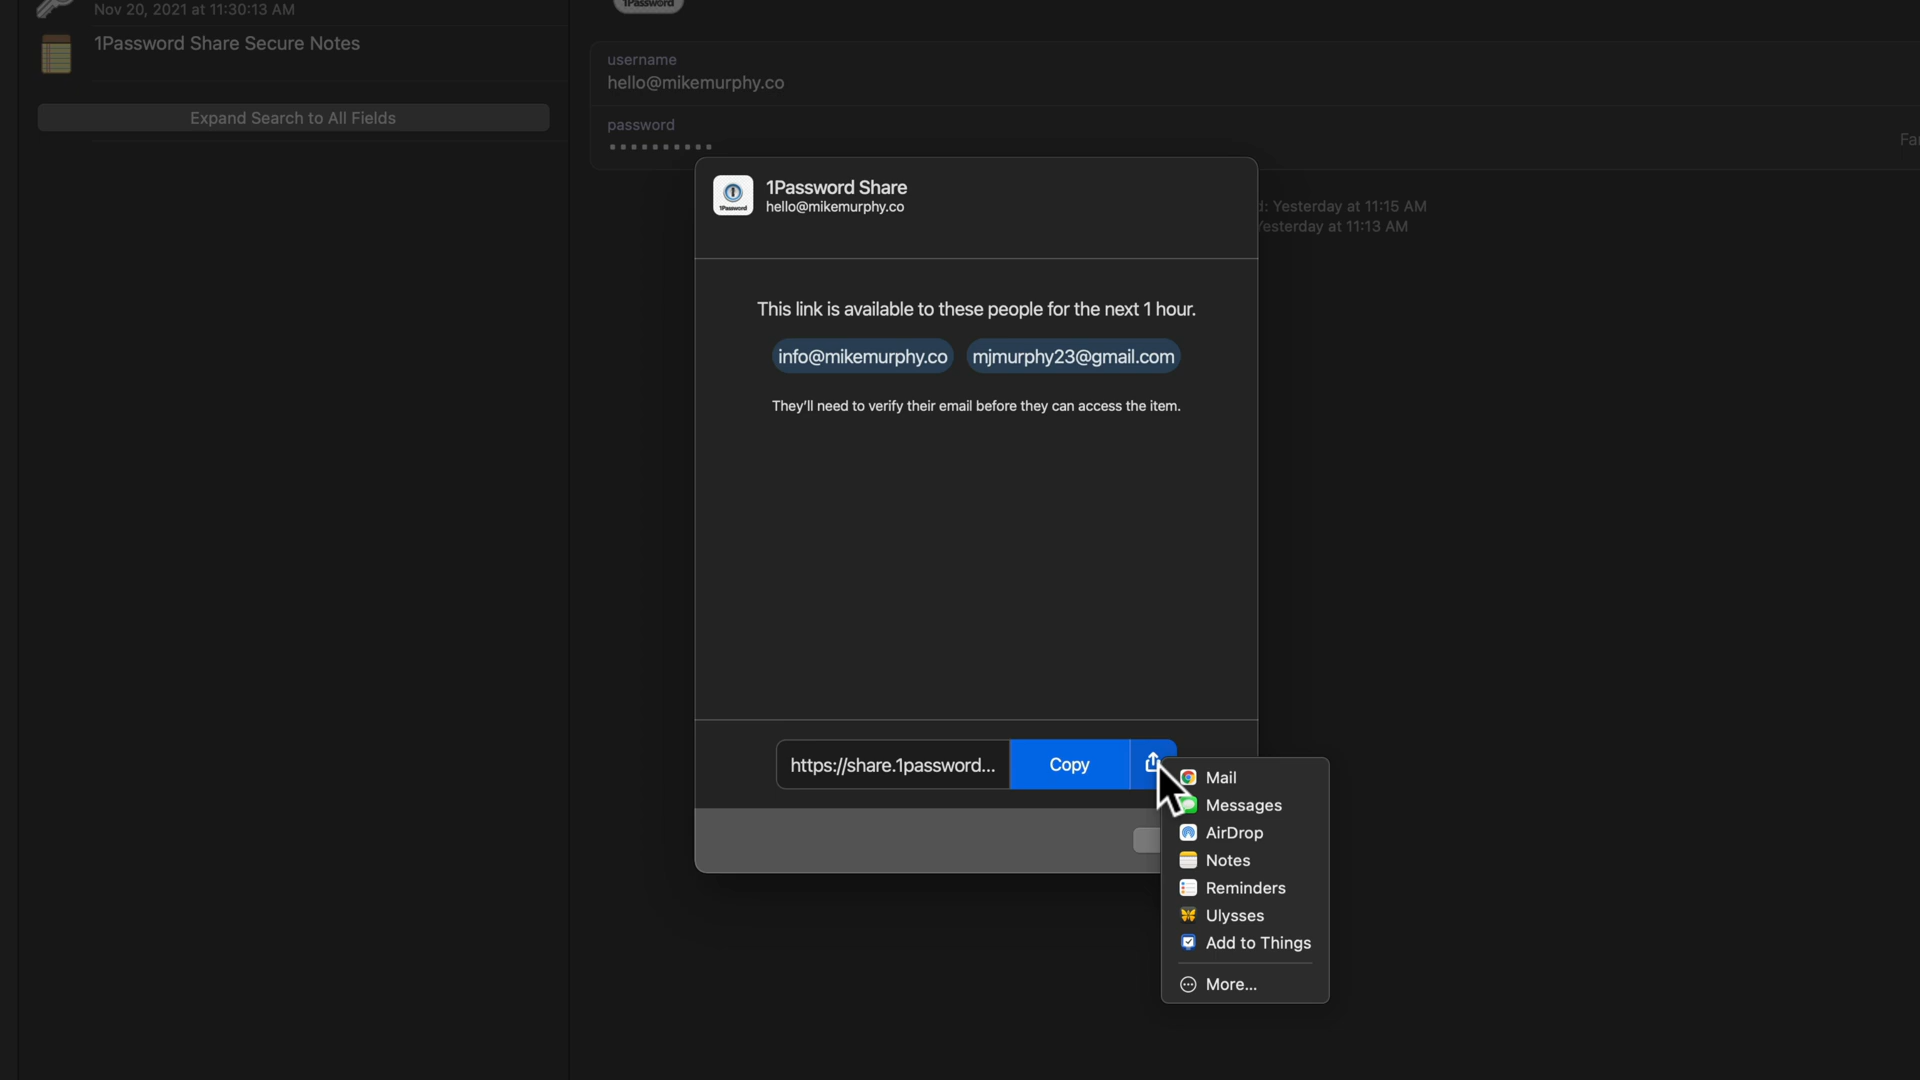 Nov 20, 2021 at 11:30:13 AM
1Password Share Secure Notes
Expand Search to All Fields
1Password
username
hello@mikemurphy.co
password
Yesterday at 11:15 AM
Yesterday at 11:13 AM
1Password
1Password Share
hello@mikemurphy.co
This link is available to these people for the next 1 hour.
info@mikemurphy.co mjmurphy23@gmail.com
They'll need to verify their email before they can access the item.
https://share.1password... Copy
Mail
Messages
AirDrop
Notes
Reminders
Ulysses
Add to Things
More...